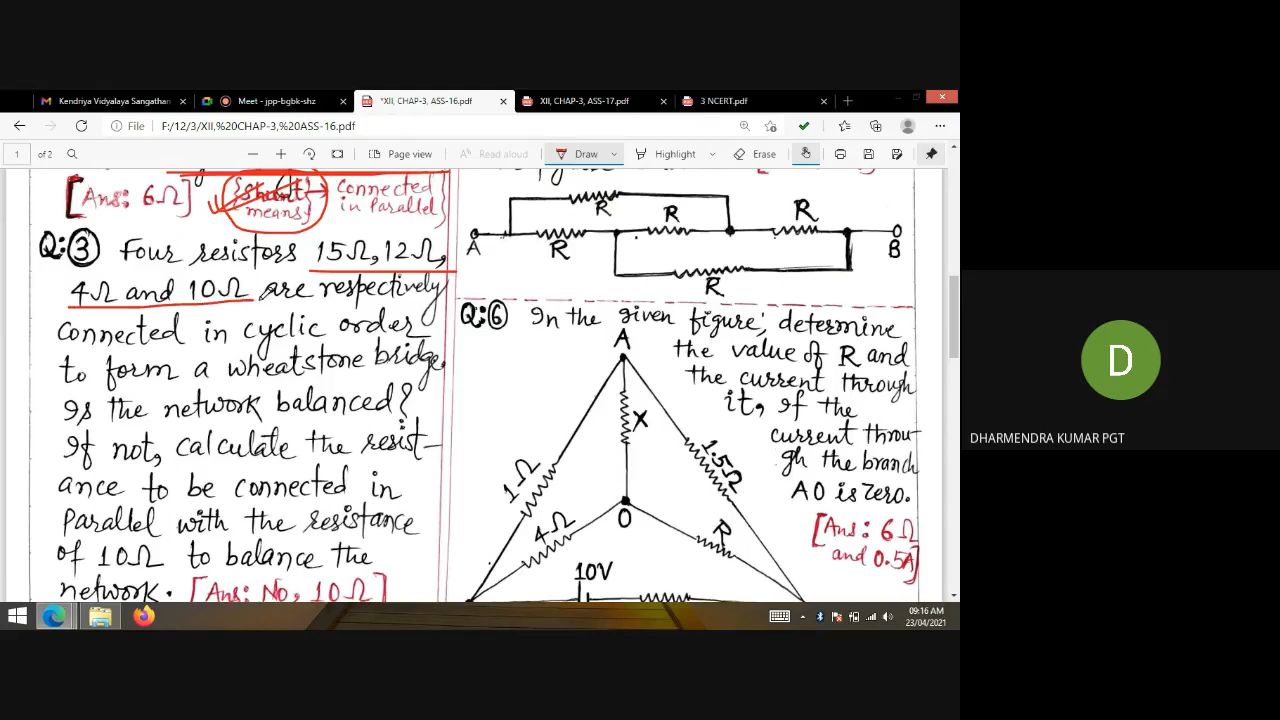 Kendriya Vidyalaya Sangathan
Meet - jpp-bgbk-shz
*XII, CHAP-3, ASS-16.pdf
XII, CHAP-3, ASS-17.pdf
3 NCERT.pdf
File
F:/12/3/XII,%20CHAP-3,%20ASS-16.pdf
1
of 2
Page view
Read aloud
Draw
Highlight
Erase
[Ans: 6Ω]
{shunt
means}
connected
in Parallel}
Q:③ Four resistors 15Ω, 12Ω,
4Ω and 10Ω are respectively
connected in cyclic order
to form a wheatstone bridge.
Is the network balanced?
If not, calculate the resist-
ance to be connected in
Parallel with the resistance
of 10Ω to balance the
network. [Ans: No, 10Ω]
R
R
R
A
R
B
R
Q:⑥ In the given figure, determine
the value of R and
the current through
it, If the
current throu-
gh the branch
AO is zero.
[Ans: 6Ω
and 0.5A]
A
X
1.5Ω
1Ω
4Ω
O
R
10V
D
DHARMENDRA KUMAR PGT
09:16 AM
23/04/2021